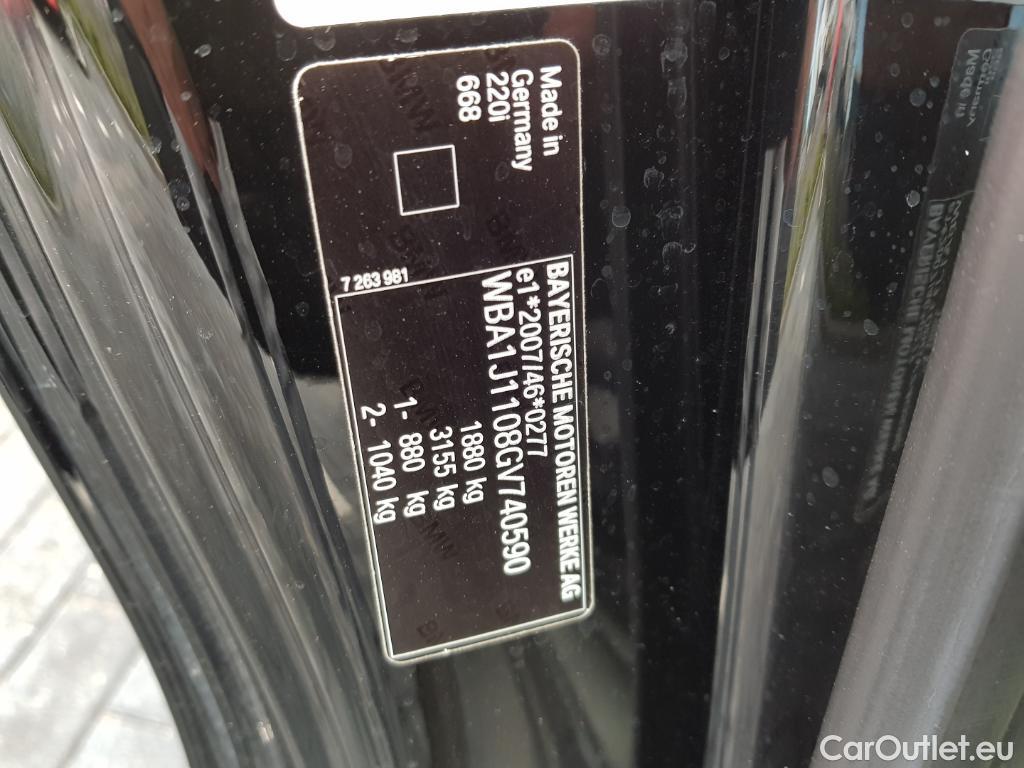 Made in
Germany
220i
668
7 263 981
BAYERISCHE MOTOREN WERKE AG
e1*2007/46*0277
WBA1J1108GV740590
1880 kg
3155 kg
1- 880 kg
2- 1040 kg
CarOutlet.eu